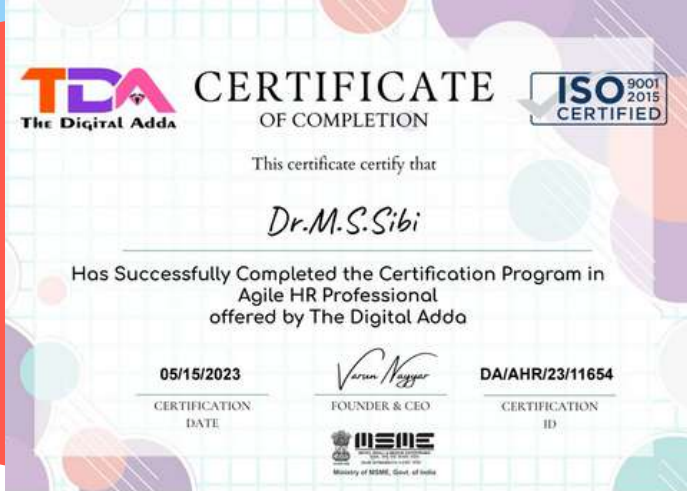 TDA
The Digital Adda
CERTIFICATE
OF COMPLETION
ISO 9001
2015
CERTIFIED
This certificate certify that
Dr.M.S.Sibi
Has Successfully Completed the Certification Program in
Agile HR Professional
offered by The Digital Adda
05/15/2023
CERTIFICATION
DATE
Varun Nayyar
FOUNDER & CEO
DA/AHR/23/11654
CERTIFICATION
ID
MSME
Ministry of MSME, Govt. of India